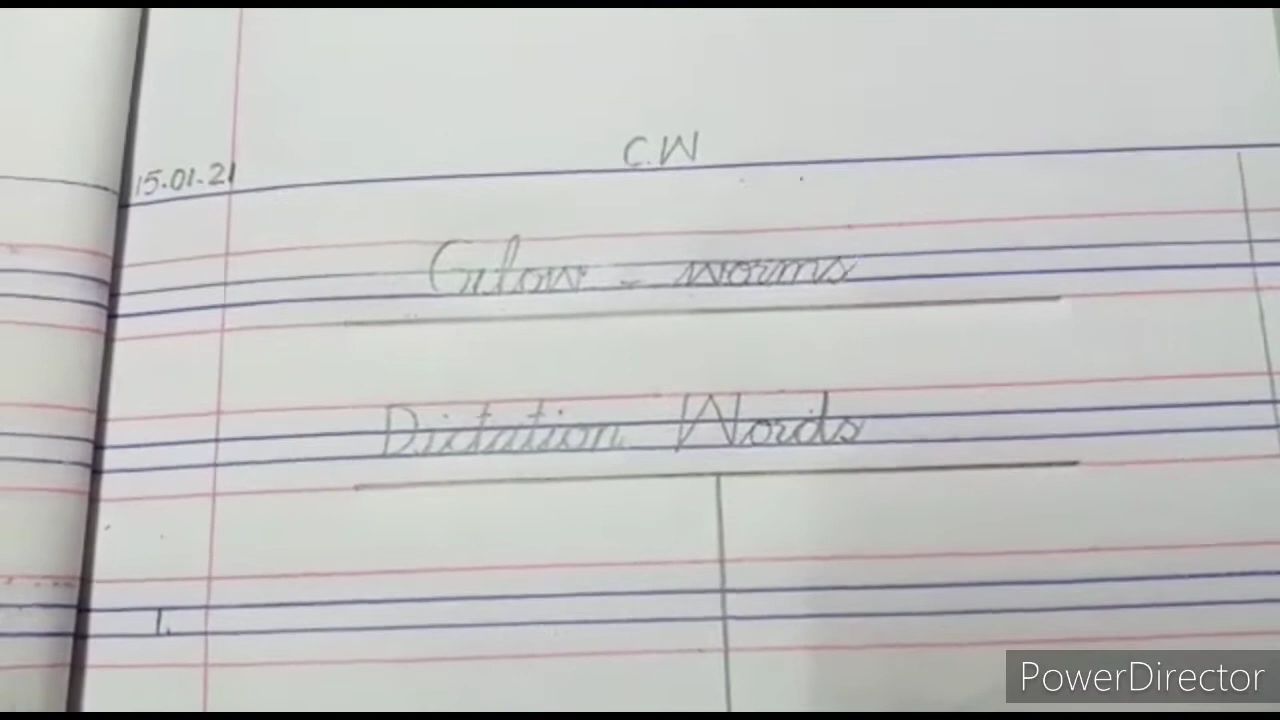 C.W
15.01.21
Glow - worms
Dictation Words
1.
PowerDirector